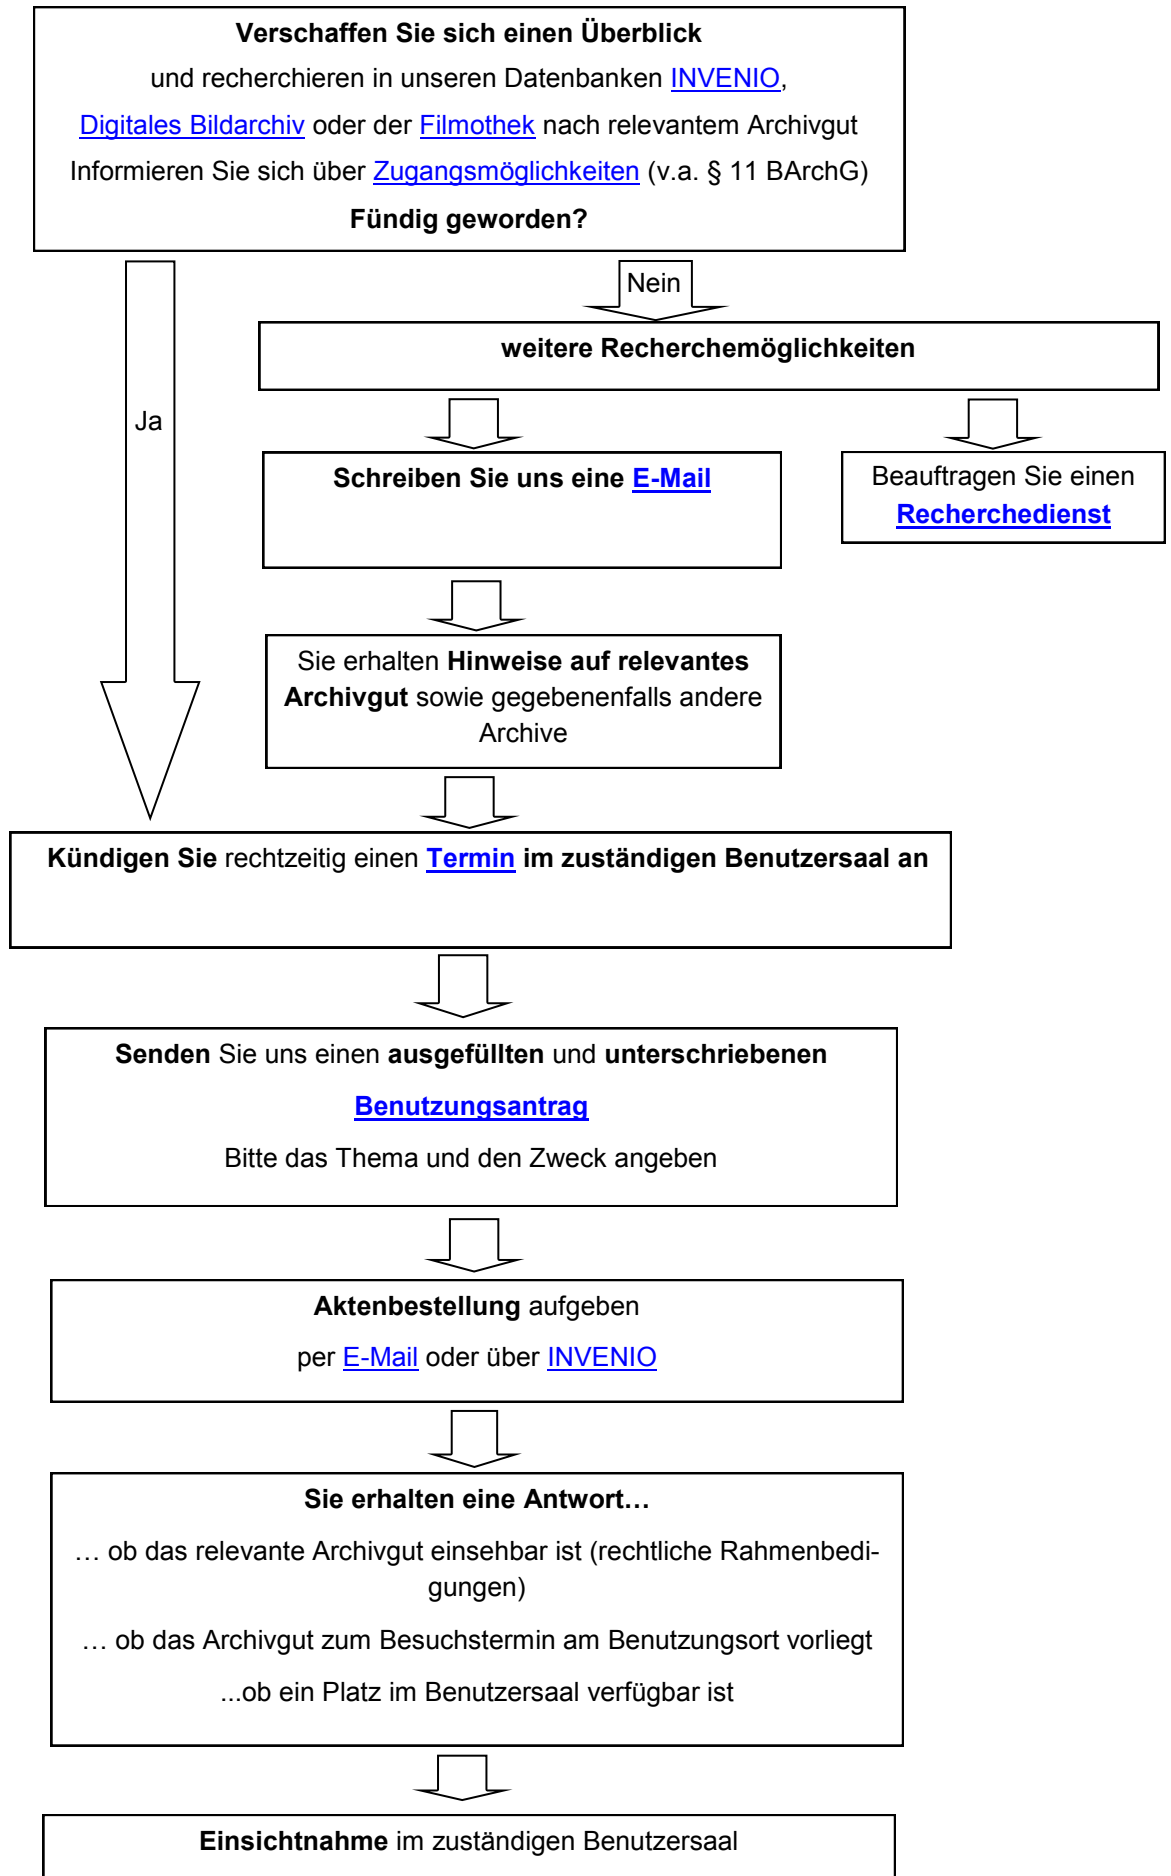 Verschaffen Sie sich einen Überblick
und recherchieren in unseren Datenbanken INVENIO,
Digitales Bildarchiv oder der Filmothek nach relevantem Archivgut
Informieren Sie sich über Zugangsmöglichkeiten (v.a. § 11 BArchG)
Fündig geworden?
Nein
weitere Recherchemöglichkeiten
Ja
Schreiben Sie uns eine E-Mail
Beauftragen Sie einen
Recherchedienst
Sie erhalten Hinweise auf relevantes
Archivgut sowie gegebenenfalls andere
Archive
Kündigen Sie rechtzeitig einen Termin im zuständigen Benutzersaal an
Senden Sie uns einen ausgefüllten und unterschriebenen
Benutzungsantrag
Bitte das Thema und den Zweck angeben
Aktenbestellung aufgeben
per E-Mail oder über INVENIO
Sie erhalten eine Antwort…
… ob das relevante Archivgut einsehbar ist (rechtliche Rahmenbedi-
gungen)
… ob das Archivgut zum Besuchstermin am Benutzungsort vorliegt
...ob ein Platz im Benutzersaal verfügbar ist
Einsichtnahme im zuständigen Benutzersaal